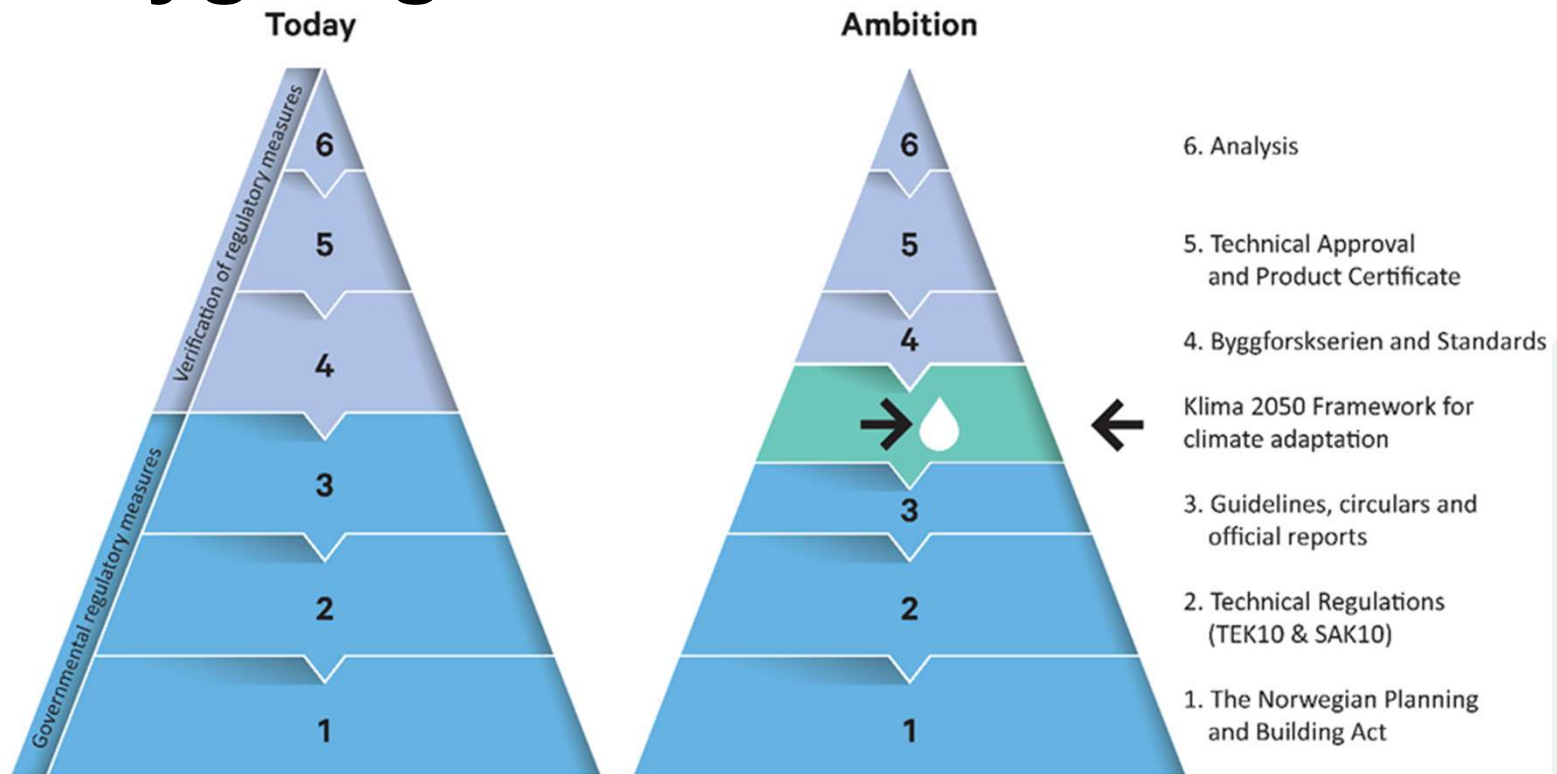 Today
Ambition
Verification of regulatory measures
Governmental regulatory measures
6
5
4
3
2
1
6
5
4
3
2
1
6. Analysis
5. Technical Approval
and Product Certificate
4. Byggforskserien and Standards
Klima 2050 Framework for
climate adaptation
3. Guidelines, circulars and
official reports
2. Technical Regulations
(TEK10 & SAK10)
1. The Norwegian Planning
and Building Act